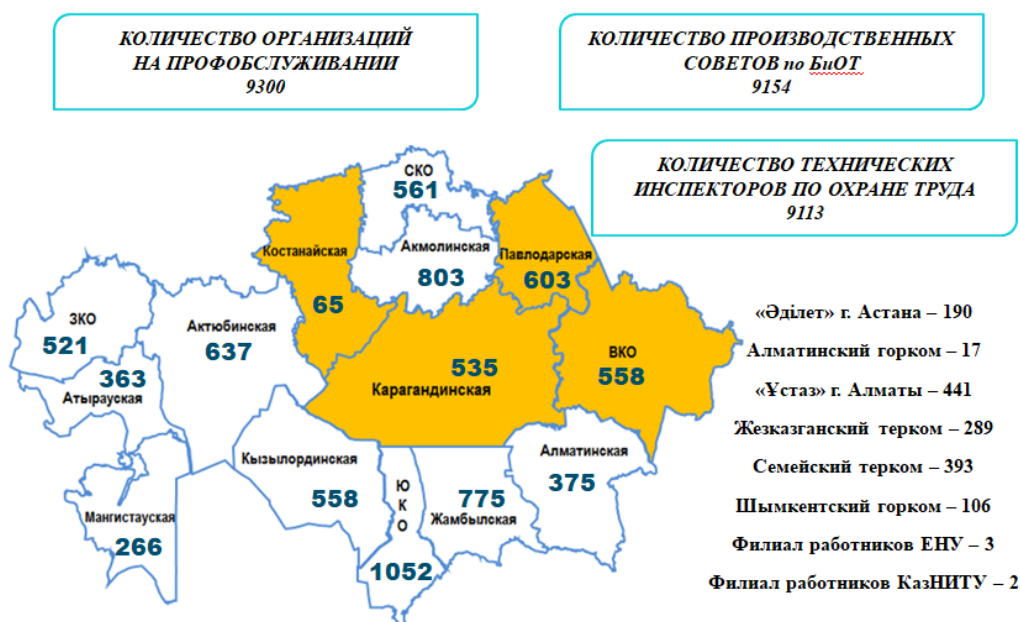 КОЛИЧЕСТВО ОРГАНИЗАЦИЙ
НА ПРОФОБСЛУЖИВАНИИ
9300
КОЛИЧЕСТВО ПРОИЗВОДСТВЕННЫХ
СОВЕТОВ по БиОТ
9154
КОЛИЧЕСТВО ТЕХНИЧЕСКИХ
ИНСПЕКТОРОВ ПО ОХРАНЕ ТРУДА
9113
СКО
561
Костанайская
65
Акмолинская
803
Павлодарская
603
ЗКО
521
Актюбинская
637
363
Атырауская
535
Карагандинская
ВКО
558
Кызылординская
558
Ю
К
О
1052
775
Жамбылская
Алматинская
375
Мангистауская
266
«Әділет» г. Астана – 190
Алматинский горком – 17
«Ұстаз» г. Алматы – 441
Жезказганский терком – 289
Семейский терком – 393
Шымкентский горком – 106
Филиал работников ЕНУ – 3
Филиал работников КазНИТУ – 2